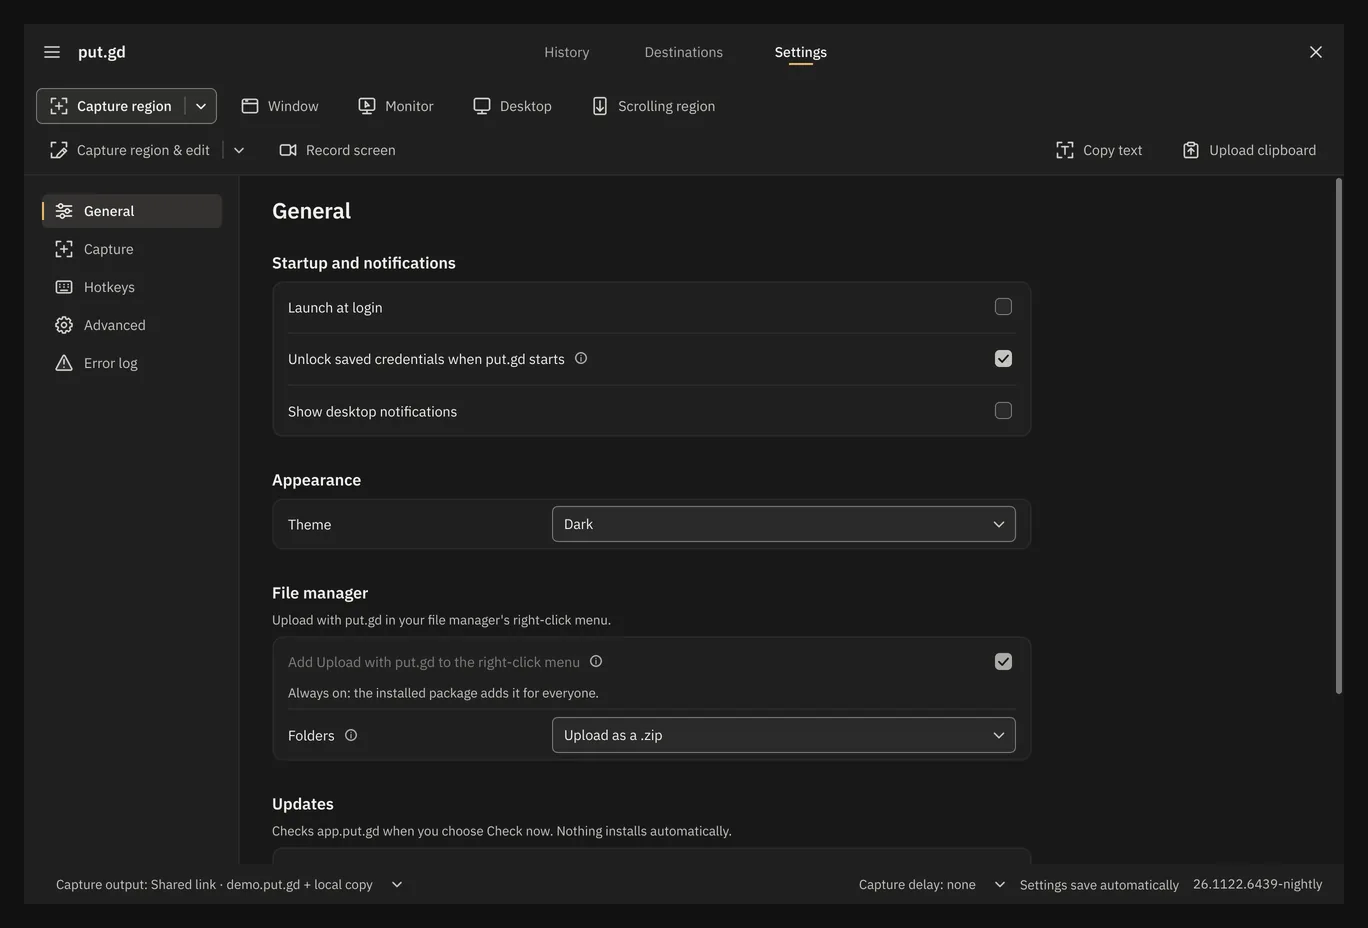 put.gd
History
Destinations
Settings
Capture region
Window
Monitor
Desktop
Scrolling region
Capture region & edit
Record screen
Copy text
Upload clipboard
General
Capture
Hotkeys
Advanced
Error log
General
Startup and notifications
Launch at login
Unlock saved credentials when put.gd starts
Show desktop notifications
Appearance
Theme
Dark
File manager
Upload with put.gd in your file manager's right-click menu.
Add Upload with put.gd to the right-click menu
Always on: the installed package adds it for everyone.
Folders
Upload as a .zip
Updates
Checks app.put.gd when you choose Check now. Nothing installs automatically.
Capture output: Shared link · demo.put.gd + local copy
Capture delay: none
Settings save automatically
26.1122.6439-nightly